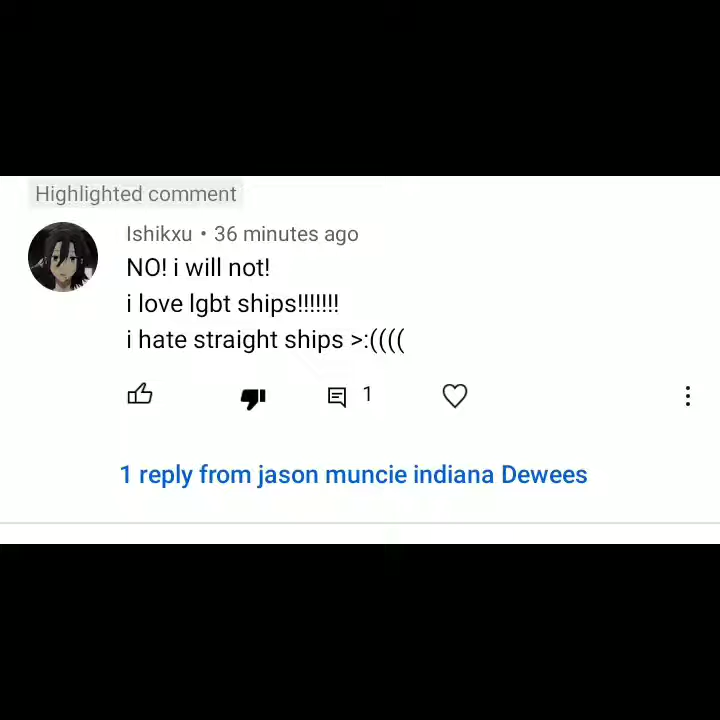 Highlighted comment
Ishikxu • 36 minutes ago
NO! i will not!
i love lgbt ships!!!!!!!
i hate straight ships >:((((
1
1 reply from jason muncie indiana Dewees